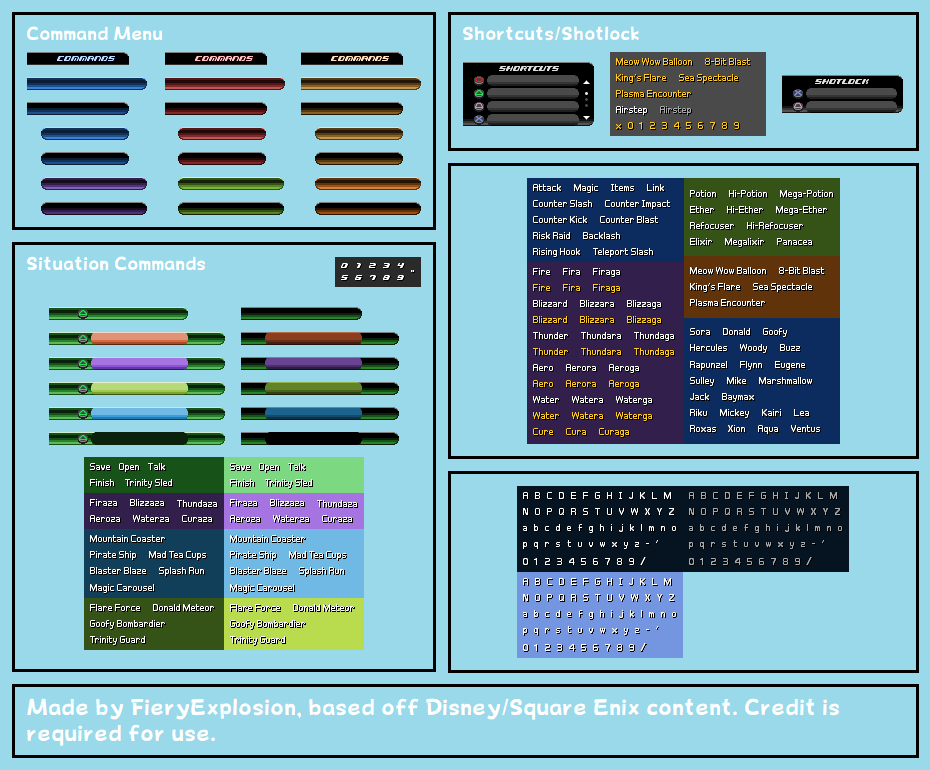 Command Menu
COMMANDS COMMANDS COMMANDS
Situation Commands
0 1 2 3 4
5 6 7 8 9 "
Save Open Talk
Finish Trinity Sled
Save Open Talk
Finish Trinity Sled
Firaza Blizzaza Thundaza
Aeroza Waterza Curaza
Firaza Blizzaza Thundaza
Aeroza Waterza Curaza
Mountain Coaster
Pirate Ship Mad Tea Cups
Blaster Blaze Splash Run
Magic Carousel
Mountain Coaster
Pirate Ship Mad Tea Cups
Blaster Blaze Splash Run
Magic Carousel
Flare Force Donald Meteor
Goofy Bombardier
Trinity Guard
Flare Force Donald Meteor
Goofy Bombardier
Trinity Guard
Shortcuts/Shotlock
SHORTCUTS
Meow Wow Balloon 8-Bit Blast
King's Flare Sea Spectacle
Plasma Encounter
Airstep Airstep
x 0 1 2 3 4 5 6 7 8 9
SHOTLOCK
Attack Magic Items Link
Counter Slash Counter Impact
Counter Kick Counter Blast
Risk Raid Backlash
Rising Hook Teleport Slash
Fire Fira Firaga
Fire Fira Firaga
Blizzard Blizzara Blizzaga
Blizzard Blizzara Blizzaga
Thunder Thundara Thundaga
Thunder Thundara Thundaga
Aero Aerora Aeroga
Aero Aerora Aeroga
Water Watera Waterga
Water Watera Waterga
Cure Cura Curaga
Potion Hi-Potion Mega-Potion
Ether Hi-Ether Mega-Ether
Refocuser Hi-Refocuser
Elixir Megalixir Panacea
Meow Wow Balloon 8-Bit Blast
King's Flare Sea Spectacle
Plasma Encounter
Sora Donald Goofy
Hercules Woody Buzz
Rapunzel Flynn Eugene
Sulley Mike Marshmallow
Jack Baymax
Riku Mickey Kairi Lea
Roxas Xion Aqua Ventus
A B C D E F G H I J K L M
N O P Q R S T U V W X Y Z
a b c d e f g h i j k l m n o
p q r s t u v w x y z - '
0 1 2 3 4 5 6 7 8 9 /
A B C D E F G H I J K L M
N O P Q R S T U V W X Y Z
a b c d e f g h i j k l m n o
p q r s t u v w x y z - '
0 1 2 3 4 5 6 7 8 9 /
A B C D E F G H I J K L M
N O P Q R S T U V W X Y Z
a b c d e f g h i j k l m n o
p q r s t u v w x y z - '
0 1 2 3 4 5 6 7 8 9 /
Made by FieryExplosion, based off Disney/Square Enix content. Credit is
required for use.